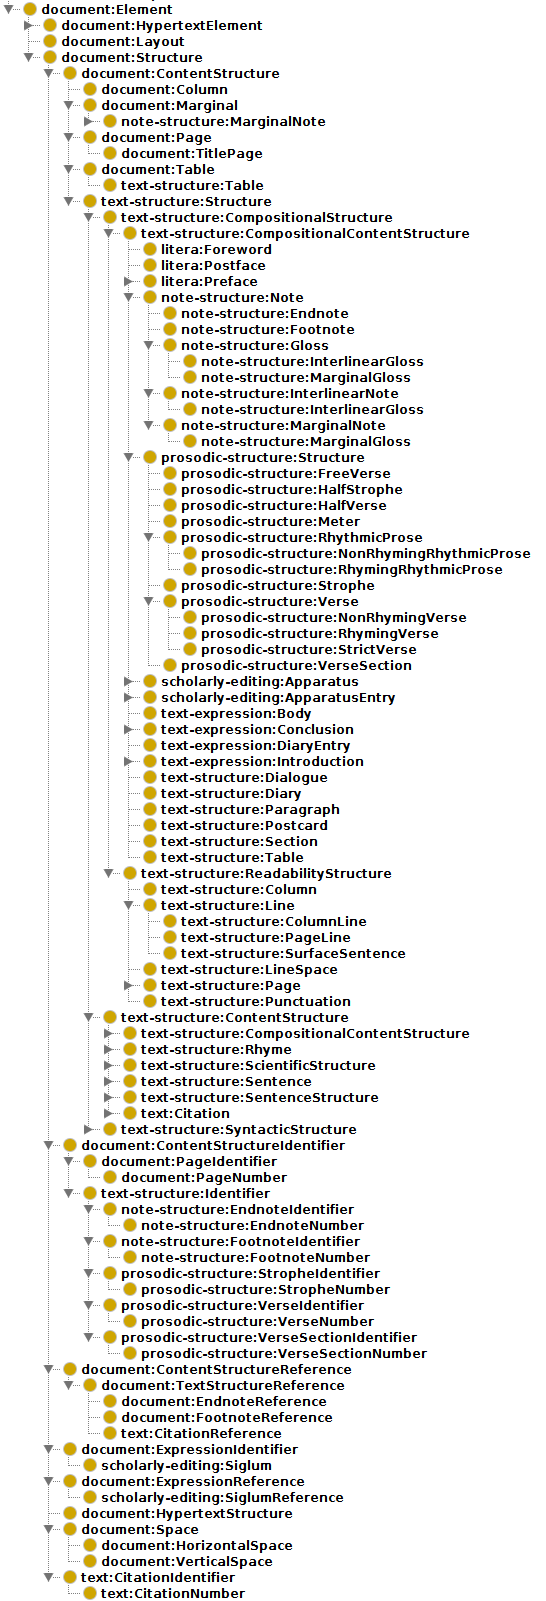 document:Element
document:HypertextElement
document:Layout
document:Structure
document:ContentStructure
document:Column
document:Marginal
note-structure:MarginalNote
document:Page
document:TitlePage
document:Table
text-structure:Table
text-structure:Structure
text-structure:CompositionalStructure
text-structure:CompositionalContentStructure
litera:Foreword
litera:Postface
litera:Preface
note-structure:Note
note-structure:Endnote
note-structure:Footnote
note-structure:Gloss
note-structure:InterlinearGloss
note-structure:MarginalGloss
note-structure:InterlinearNote
note-structure:InterlinearGloss
note-structure:MarginalNote
note-structure:MarginalGloss
prosodic-structure:Structure
prosodic-structure:FreeVerse
prosodic-structure:HalfStrophe
prosodic-structure:HalfVerse
prosodic-structure:Meter
prosodic-structure:RhythmicProse
prosodic-structure:NonRhymingRhythmicProse
prosodic-structure:RhymingRhythmicProse
prosodic-structure:Strophe
prosodic-structure:Verse
prosodic-structure:NonRhymingVerse
prosodic-structure:RhymingVerse
prosodic-structure:StrictVerse
prosodic-structure:VerseSection
scholarly-editing:Apparatus
scholarly-editing:ApparatusEntry
text-expression:Body
text-expression:Conclusion
text-expression:DiaryEntry
text-expression:Introduction
text-structure:Dialogue
text-structure:Diary
text-structure:Paragraph
text-structure:Postcard
text-structure:Section
text-structure:Table
text-structure:ReadabilityStructure
text-structure:Column
text-structure:Line
text-structure:ColumnLine
text-structure:PageLine
text-structure:SurfaceSentence
text-structure:LineSpace
text-structure:Page
text-structure:Punctuation
text-structure:ContentStructure
text-structure:CompositionalContentStructure
text-structure:Rhyme
text-structure:ScientificStructure
text-structure:Sentence
text-structure:SentenceStructure
text:Citation
text-structure:SyntacticStructure
document:ContentStructureIdentifier
document:PageIdentifier
document:PageNumber
text-structure:Identifier
note-structure:EndnoteIdentifier
note-structure:EndnoteNumber
note-structure:FootnoteIdentifier
note-structure:FootnoteNumber
prosodic-structure:StropheIdentifier
prosodic-structure:StropheNumber
prosodic-structure:VerseIdentifier
prosodic-structure:VerseNumber
prosodic-structure:VerseSectionIdentifier
prosodic-structure:VerseSectionNumber
document:ContentStructureReference
document:TextStructureReference
document:EndnoteReference
document:FootnoteReference
text:CitationReference
document:ExpressionIdentifier
scholarly-editing:Siglum
document:ExpressionReference
scholarly-editing:SiglumReference
document:HypertextStructure
document:Space
document:HorizontalSpace
document:VerticalSpace
text:CitationIdentifier
text:CitationNumber